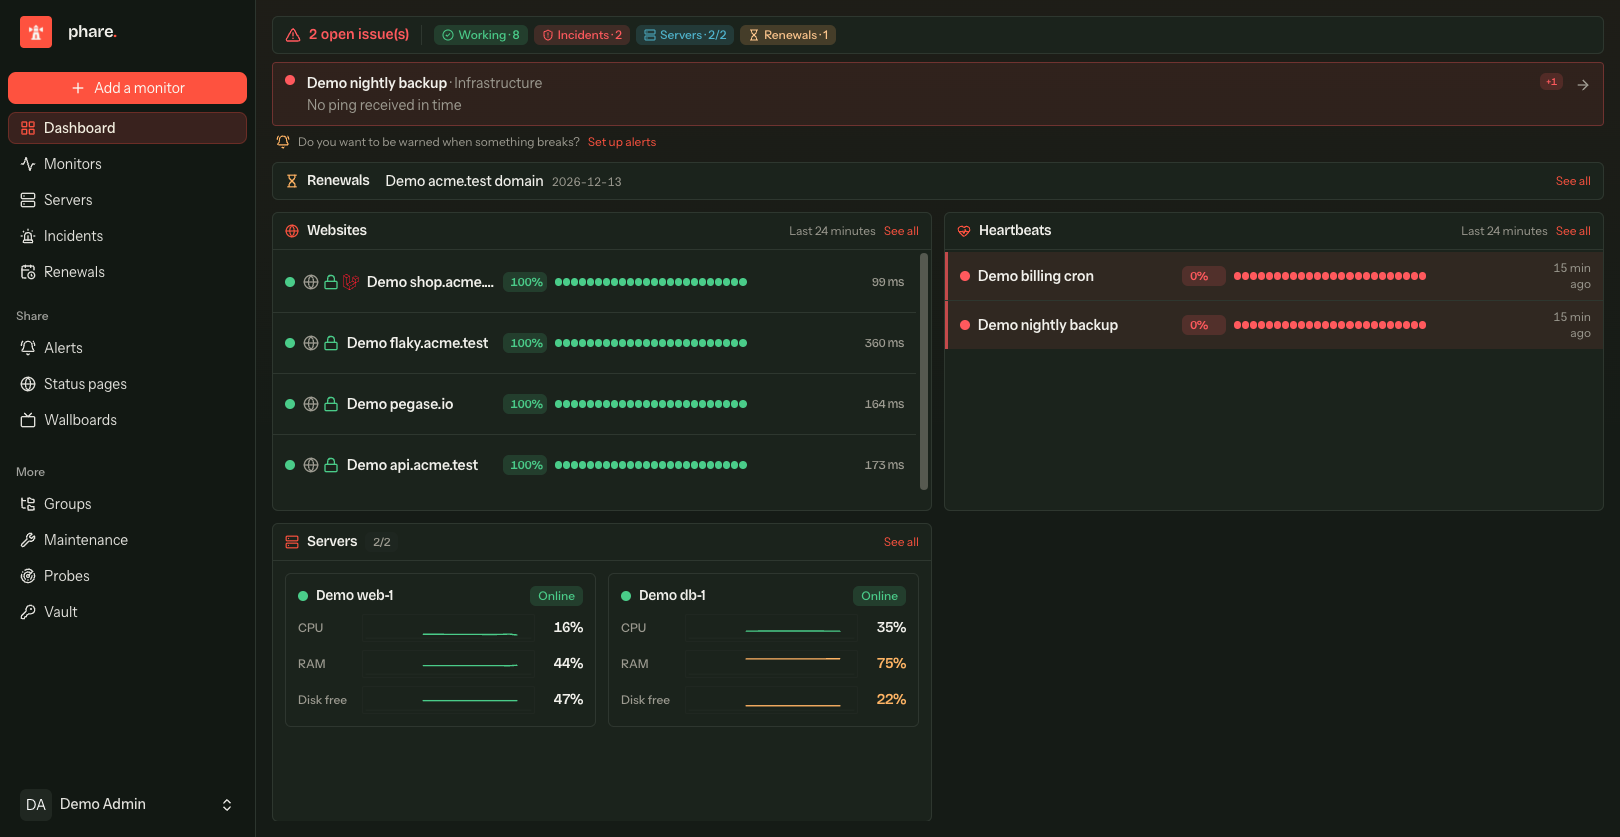 phare.
Add a monitor
Dashboard
Monitors
Servers
Incidents
Renewals
Share
Alerts
Status pages
Wallboards
More
Groups
Maintenance
Probes
Vault
DA Demo Admin
2 open issue(s) Working · 8 Incidents · 2 Servers · 2/2 Renewals · 1
Demo nightly backup · Infrastructure +1
No ping received in time
Do you want to be warned when something breaks? Set up alerts
Renewals Demo acme.test domain 2026-12-13 See all
Websites Last 24 minutes See all
Demo shop.acme.... 100% 99 ms
Demo flaky.acme.test 100% 360 ms
Demo pegase.io 100% 164 ms
Demo api.acme.test 100% 173 ms
Heartbeats Last 24 minutes See all
Demo billing cron 0% 15 min
ago
Demo nightly backup 0% 15 min
ago
Servers 2/2 See all
Demo web-1 Online
CPU 16%
RAM 44%
Disk free 47%
Demo db-1 Online
CPU 35%
RAM 75%
Disk free 22%